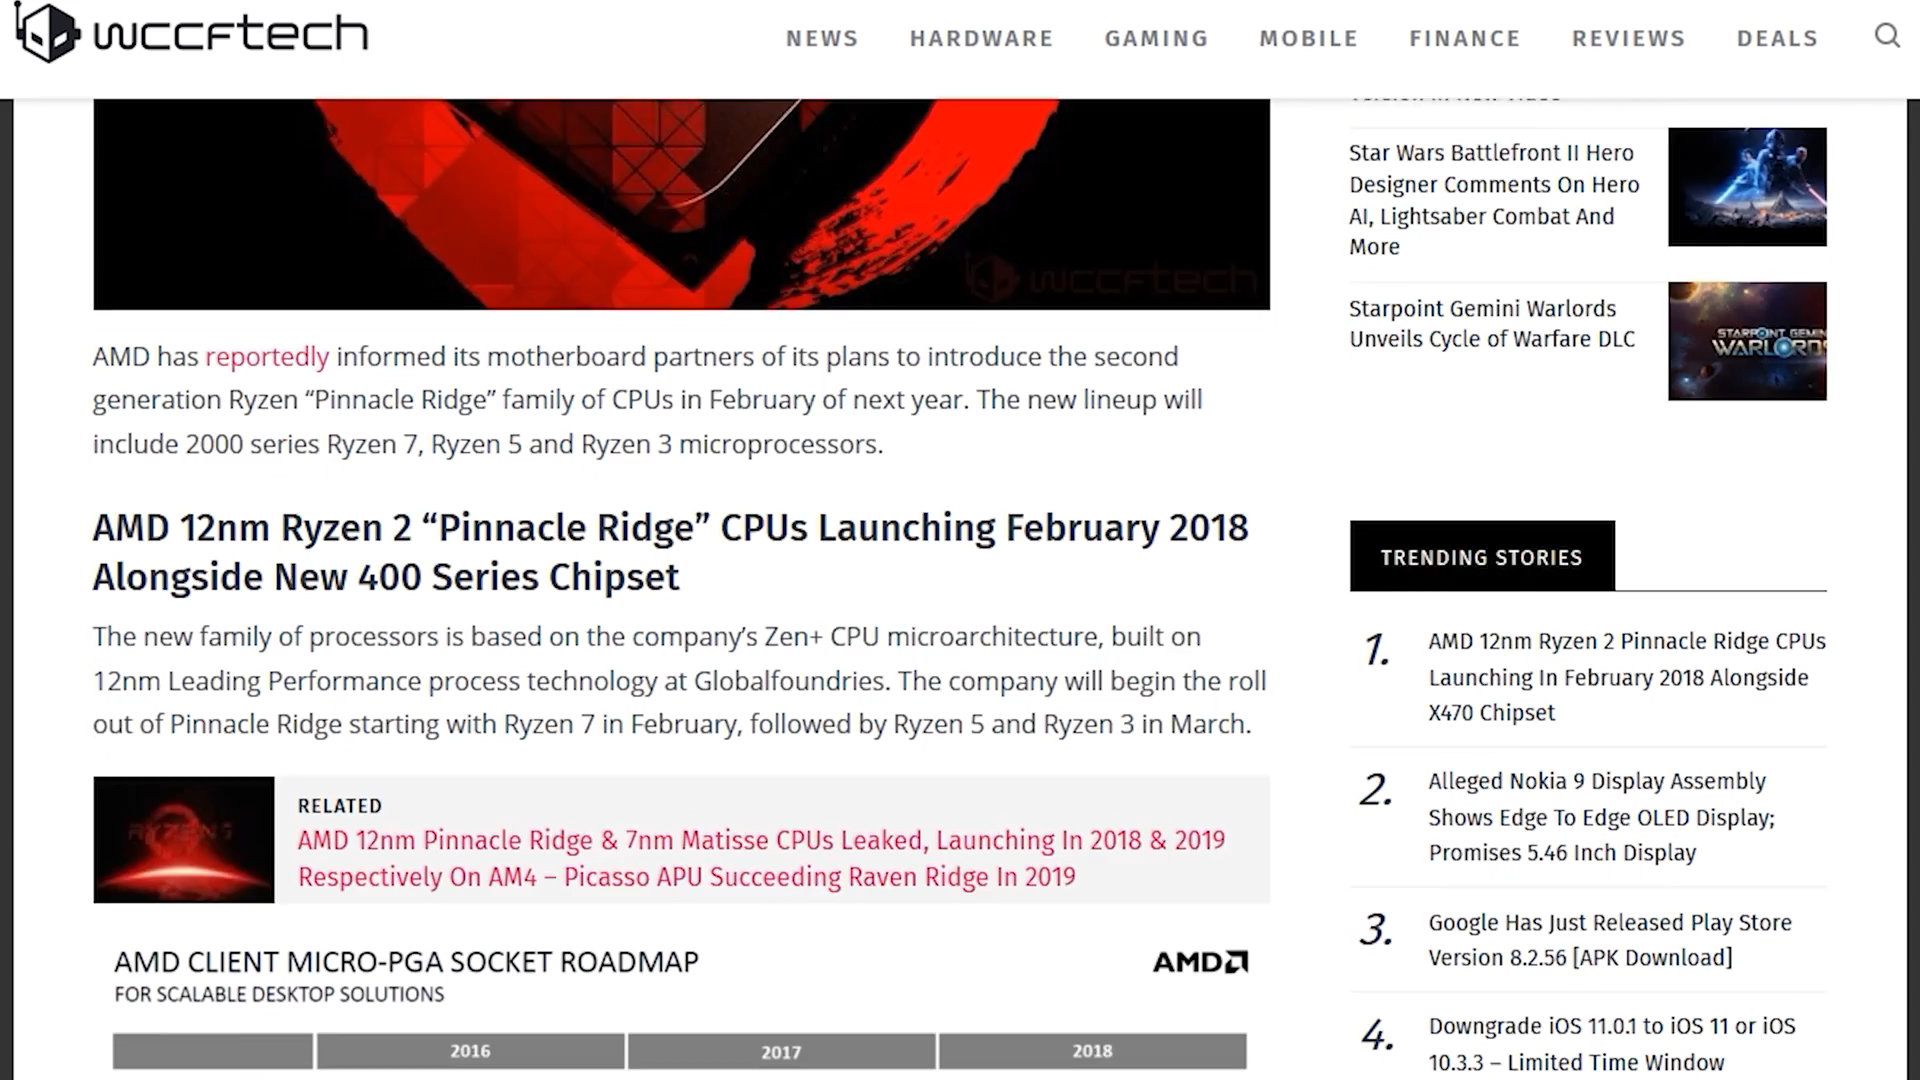 wccftech
NEWS HARDWARE GAMING MOBILE FINANCE REVIEWS DEALS
wccftech
AMD has reportedly informed its motherboard partners of its plans to introduce the second
generation Ryzen “Pinnacle Ridge” family of CPUs in February of next year. The new lineup will
include 2000 series Ryzen 7, Ryzen 5 and Ryzen 3 microprocessors.
AMD 12nm Ryzen 2 “Pinnacle Ridge” CPUs Launching February 2018
Alongside New 400 Series Chipset
The new family of processors is based on the company’s Zen+ CPU microarchitecture, built on
12nm Leading Performance process technology at Globalfoundries. The company will begin the roll
out of Pinnacle Ridge starting with Ryzen 7 in February, followed by Ryzen 5 and Ryzen 3 in March.
RYZEN
RELATED
AMD 12nm Pinnacle Ridge & 7nm Matisse CPUs Leaked, Launching In 2018 & 2019
Respectively On AM4 – Picasso APU Succeeding Raven Ridge In 2019
AMD CLIENT MICRO-PGA SOCKET ROADMAP
FOR SCALABLE DESKTOP SOLUTIONS
AMD
2016 2017 2018
Star Wars Battlefront II Hero
Designer Comments On Hero
AI, Lightsaber Combat And
More
Starpoint Gemini Warlords
Unveils Cycle of Warfare DLC
STARPOINT GEMINI
WARLORDS
TRENDING STORIES
1. AMD 12nm Ryzen 2 Pinnacle Ridge CPUs
Launching In February 2018 Alongside
X470 Chipset
2. Alleged Nokia 9 Display Assembly
Shows Edge To Edge OLED Display;
Promises 5.46 Inch Display
3. Google Has Just Released Play Store
Version 8.2.56 [APK Download]
4. Downgrade iOS 11.0.1 to iOS 11 or iOS
10.3.3 – Limited Time Window